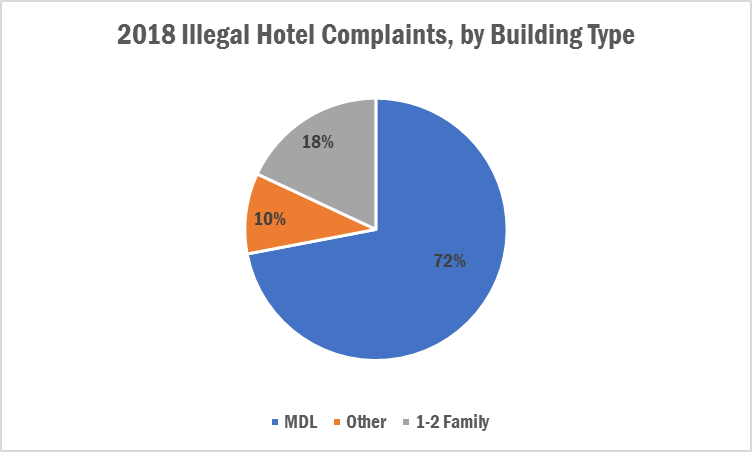 2018 Illegal Hotel Complaints, by Building Type
18%
10%
72%
MDL Other 1-2 Family